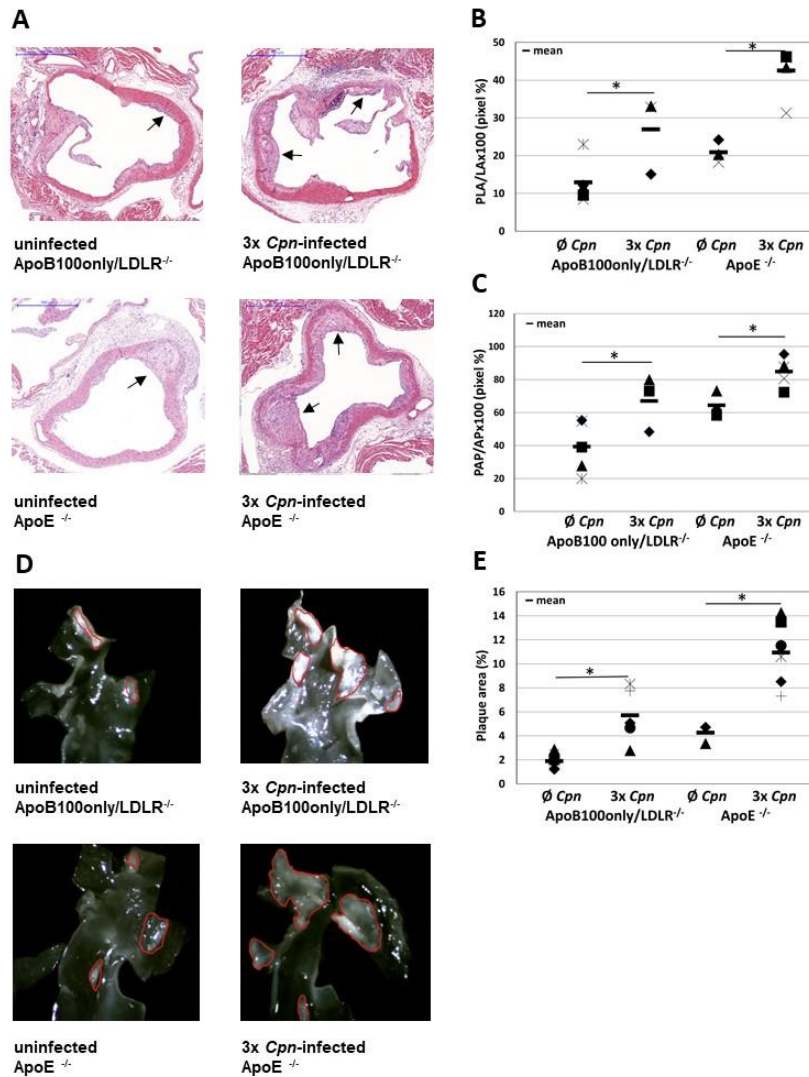 A
uninfected
ApoB100only/LDLR-/-
3x Cpn-infected
ApoB100only/LDLR-/-
uninfected
ApoE -/-
3x Cpn-infected
ApoE -/-
B
PLA/LAx100 (pixel %)
50
40
30
20
10
0
mean
*
*
Ø Cpn
3x Cpn
Ø Cpn
3x Cpn
ApoB100only/LDLR-/-
ApoE -/-
C
PAP/APx100 (pixel %)
120
100
80
60
40
20
0
mean
*
*
Ø Cpn
3x Cpn
Ø Cpn
3x Cpn
ApoB100 only/LDLR-/-
ApoE -/-
D
uninfected
ApoB100only/LDLR-/-
3x Cpn-infected
ApoB100only/LDLR-/-
uninfected
ApoE -/-
3x Cpn-infected
ApoE -/-
E
Plaque area (%)
16
14
12
10
8
6
4
2
0
mean
*
*
Ø Cpn
3x Cpn
Ø Cpn
3x Cpn
ApoB100only/LDLR-/-
ApoE -/-